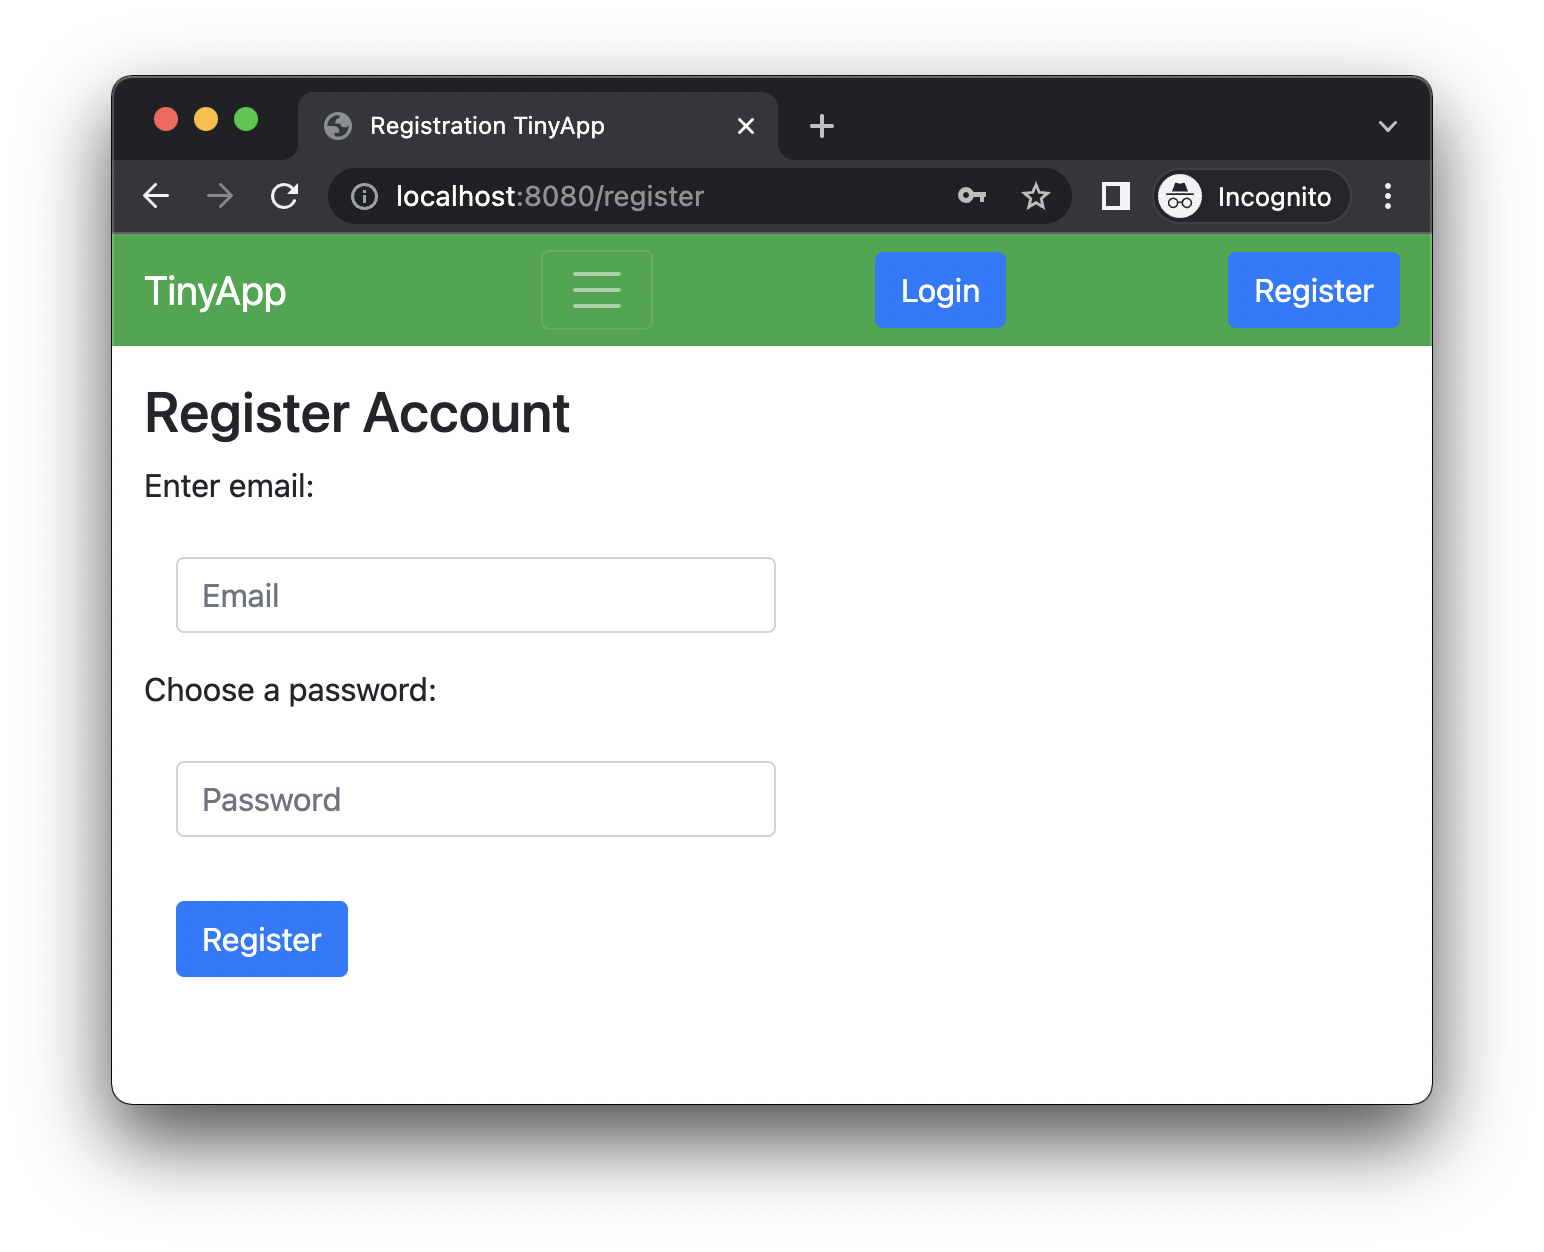 Registration TinyApp
localhost:8080/register
Incognito
TinyApp
Login
Register
Register Account
Enter email:
Email
Choose a password:
Password
Register